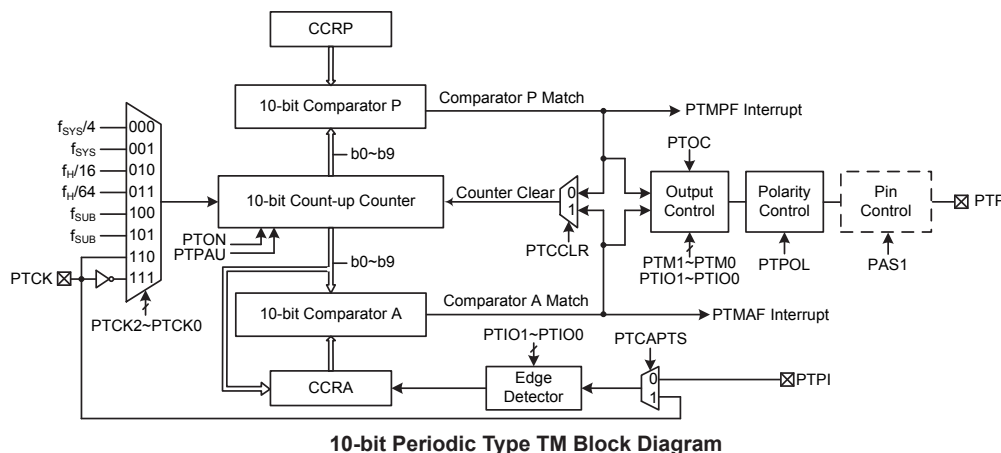 CCRP
10-bit Comparator P
Comparator P Match
PTMPF Interrupt
b0~b9
fSYS/4 000
fSYS 001
fH/16 010
fH/64 011
fSUB 100
fSUB 101
110
111
PTCK
PTCK2~PTCK0
10-bit Count-up Counter
PTON
PTPAU
Counter Clear
0
1
PTCCLR
PTOC
Output
Control
PTM1~PTM0
PTIO1~PTIO0
Polarity
Control
PTPOL
Pin
Control
PAS1
b0~b9
10-bit Comparator A
Comparator A Match
PTMAF Interrupt
CCRA
PTIO1~PTIO0
Edge
Detector
PTCAPTS
0
1
PTPI
10-bit Periodic Type TM Block Diagram